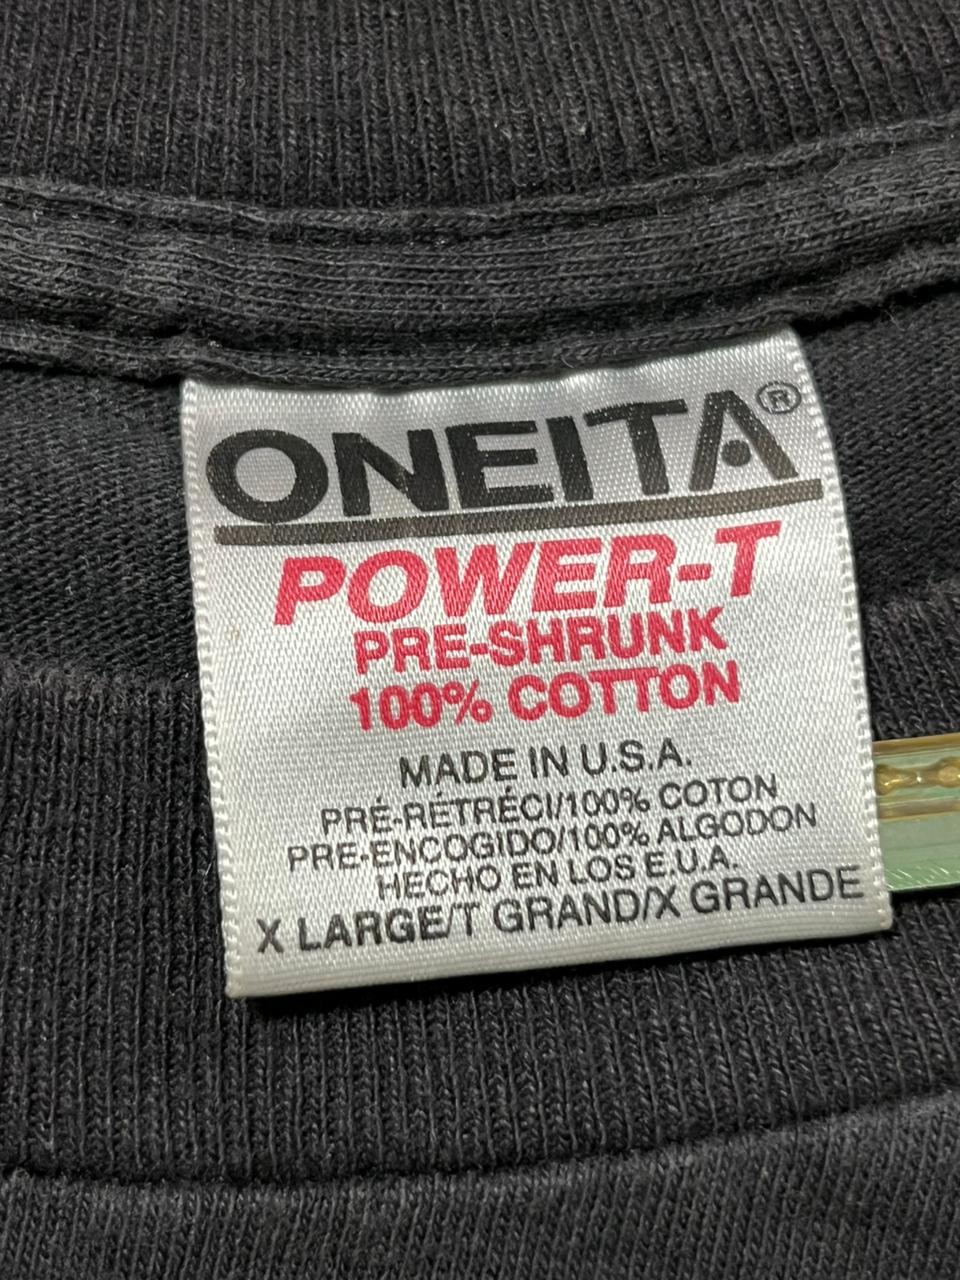 ONEITA®
POWER-T
PRE-SHRUNK
100% COTTON
MADE IN U.S.A.
PRÉ-RÉTRÉCI/100% COTON
PRE-ENCOGIDO/100% ALGODON
HECHO EN LOS E.U.A.
X LARGE/T GRAND/X GRANDE